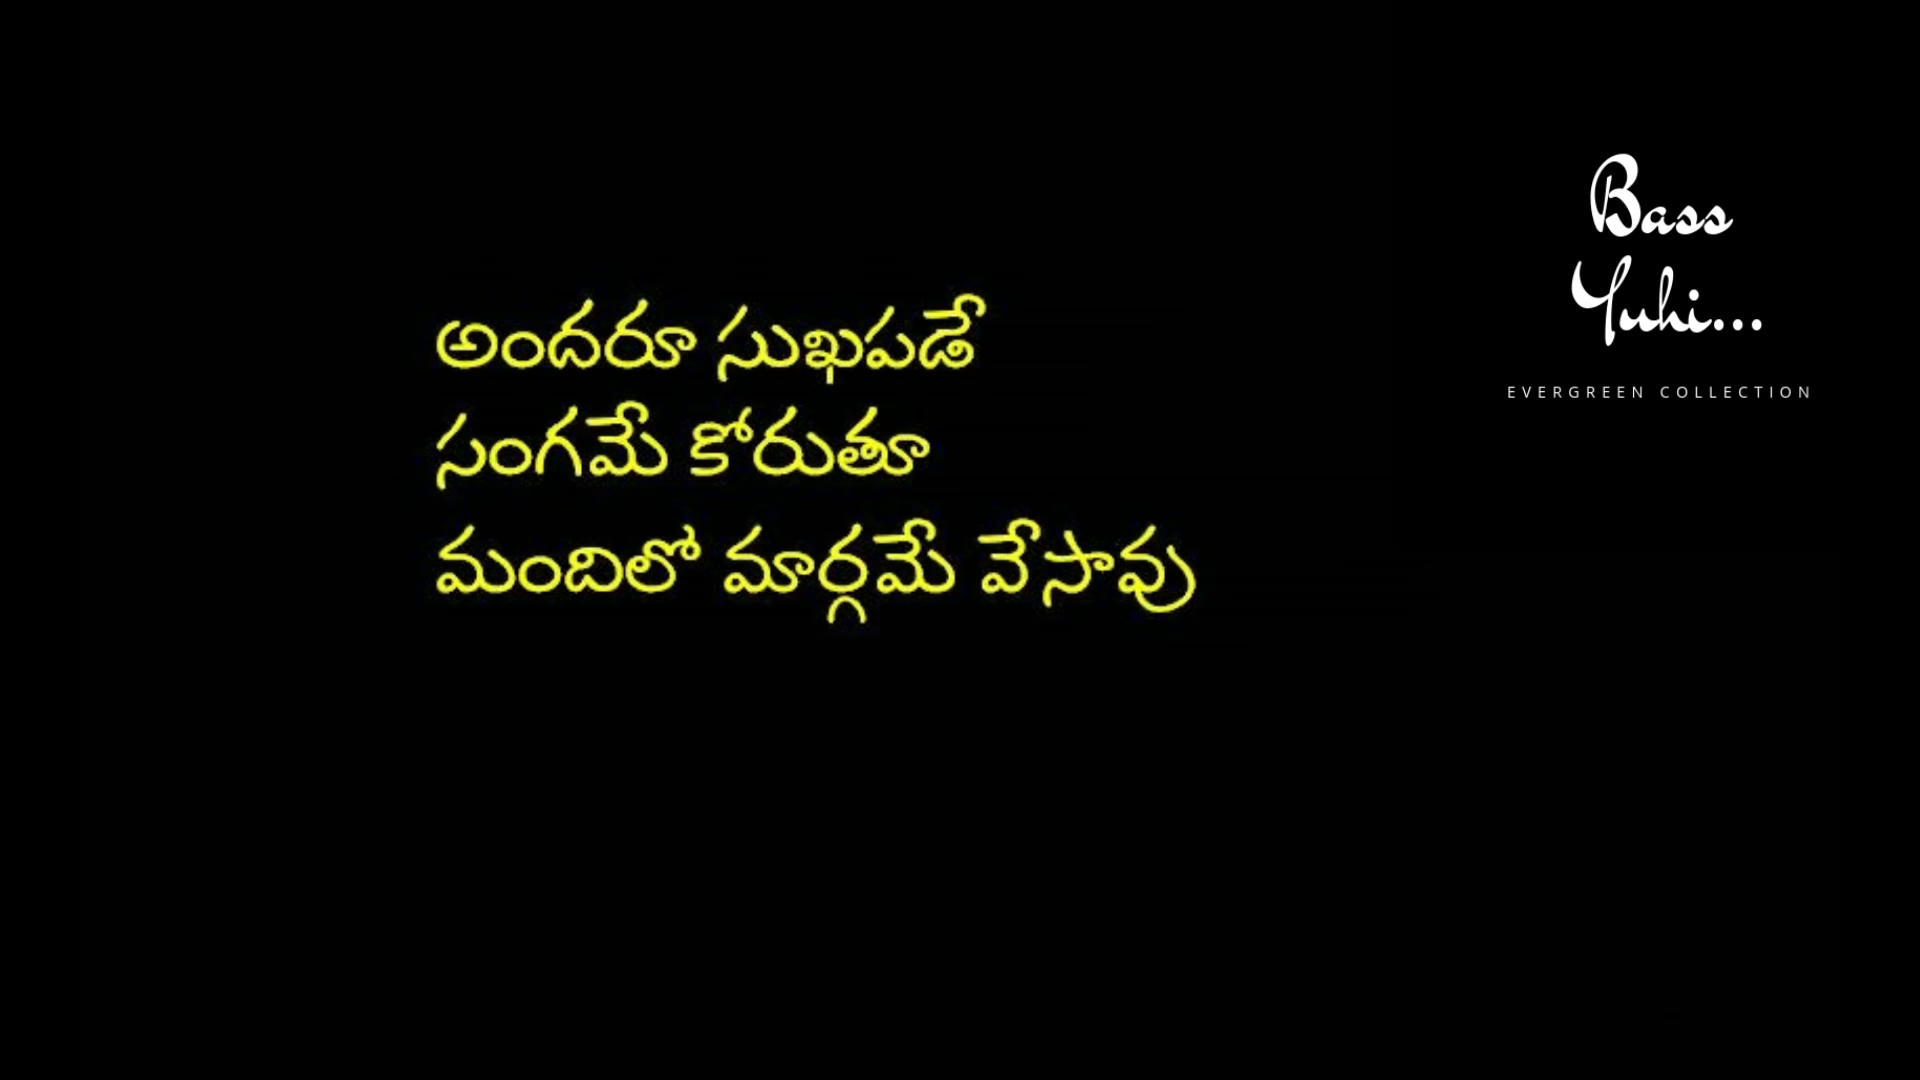 అందరూ సుఖపడే
సంగమే కోరుతూ
మందిలో మార్గమే వేసావు
Bass
Yuhi...
EVERGREEN COLLECTION